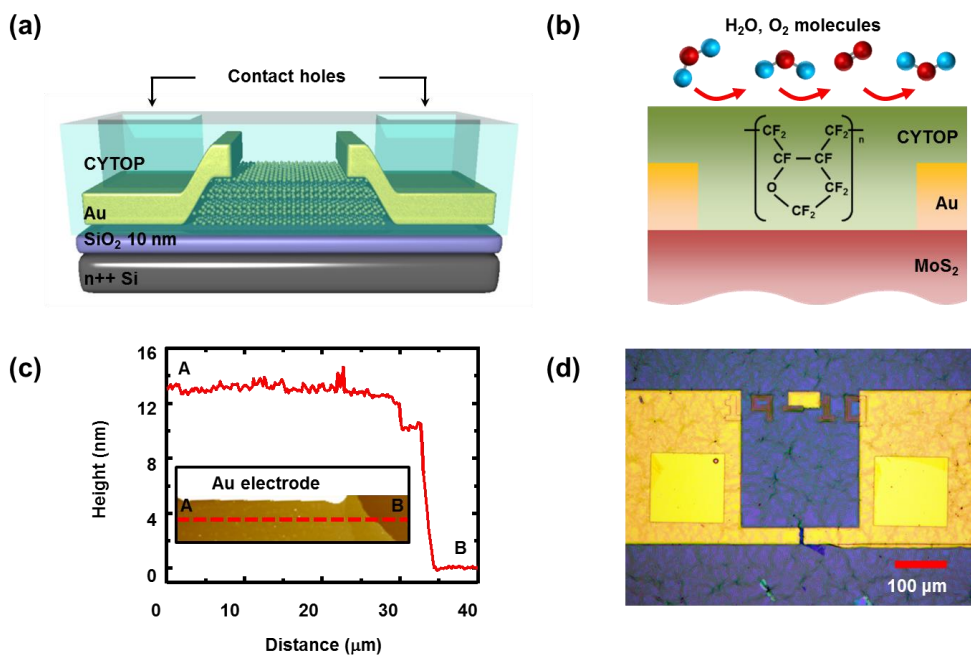 (a)
Contact holes
CYTOP
Au
SiO₂ 10 nm
n++ Si
(b)
H₂O, O₂ molecules
CYTOP
CF₂ CF₂ n
CF CF
O CF₂
CF₂
Au
MoS₂
(c)
16
12
8
4
0
Height (nm)
A
Au electrode
A B
B
0 10 20 30 40
Distance (μm)
(d)
19-10
100 μm